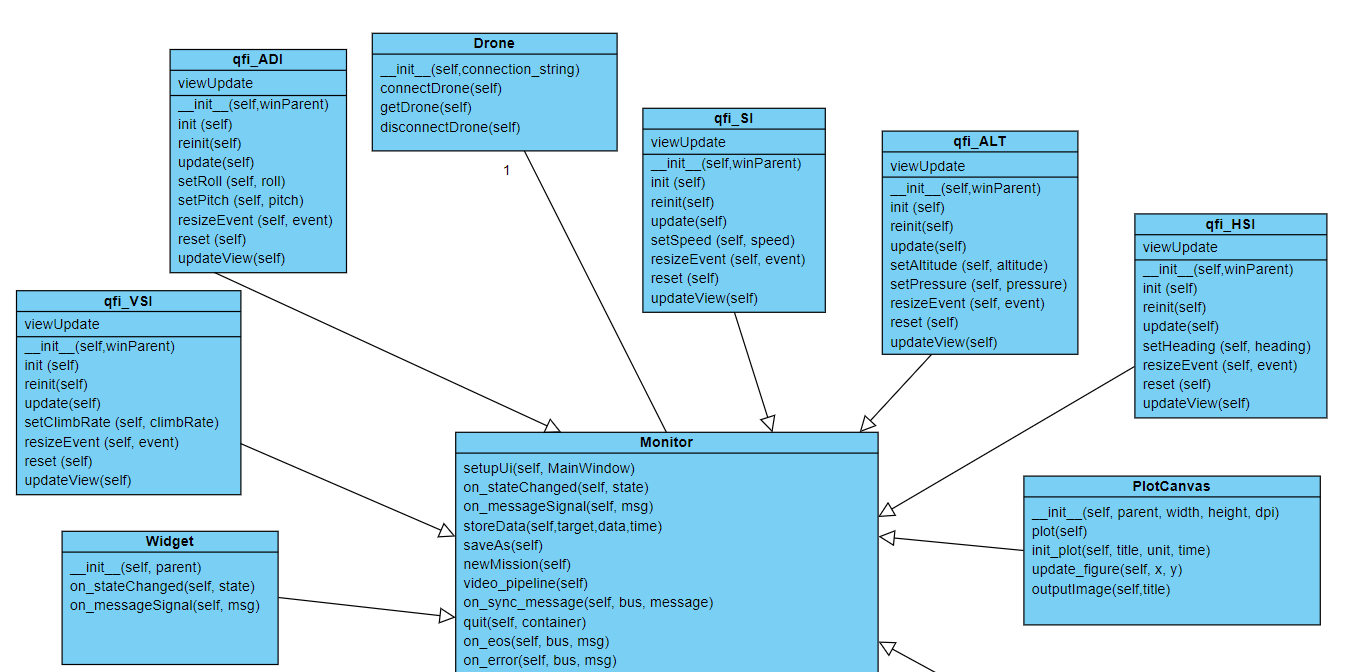 qfi_ADI
viewUpdate
__init__(self,winParent)
init (self)
reinit(self)
update(self)
setRoll (self, roll)
setPitch (self, pitch)
resizeEvent (self, event)
reset (self)
updateView(self)
Drone
__init__(self,connection_string)
connectDrone(self)
getDrone(self)
disconnectDrone(self)
1
qfi_SI
viewUpdate
__init__(self,winParent)
init (self)
reinit(self)
update(self)
setSpeed (self, speed)
resizeEvent (self, event)
reset (self)
updateView(self)
qfi_ALT
viewUpdate
__init__(self,winParent)
init (self)
reinit(self)
update(self)
setAltitude (self, altitude)
setPressure (self, pressure)
resizeEvent (self, event)
reset (self)
updateView(self)
qfi_HSI
viewUpdate
__init__(self,winParent)
init (self)
reinit(self)
update(self)
setHeading (self, heading)
resizeEvent (self, event)
reset (self)
updateView(self)
qfi_VSI
viewUpdate
__init__(self,winParent)
init (self)
reinit(self)
update(self)
setClimbRate (self, climbRate)
resizeEvent (self, event)
reset (self)
updateView(self)
Widget
__init__(self, parent)
on_stateChanged(self, state)
on_messageSignal(self, msg)
Monitor
setupUi(self, MainWindow)
on_stateChanged(self, state)
on_messageSignal(self, msg)
storeData(self,target,data,time)
saveAs(self)
newMission(self)
video_pipeline(self)
on_sync_message(self, bus, message)
quit(self, container)
on_eos(self, bus, msg)
on_error(self, bus, msg)
PlotCanvas
__init__(self, parent, width, height, dpi)
plot(self)
init_plot(self, title, unit, time)
update_figure(self, x, y)
outputImage(self,title)